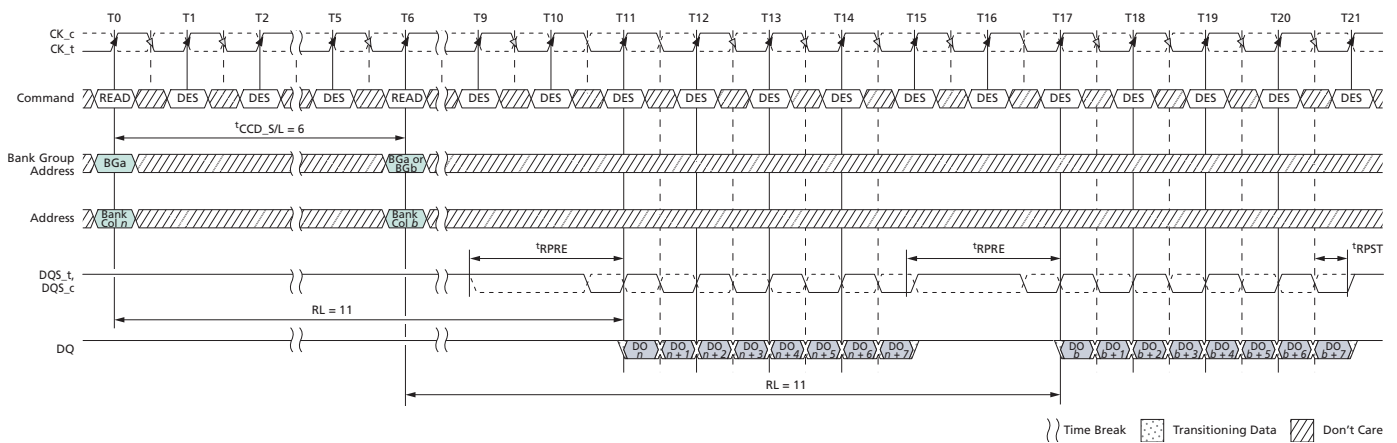 T0 T1 T2 T5 T6 T9 T10 T11 T12 T13 T14 T15 T16 T17 T18 T19 T20 T21
CK_c
CK_t
Command READ DES DES DES READ DES DES DES DES DES DES DES DES DES DES DES DES DES
tCCD_S/L = 6
Bank Group
Address
BGa
BGa or
BGb
Address
Bank
Col n
Bank
Col b
tRPRE tRPRE tRPST
DQS_t,
DQS_c
RL = 11
DQ
DO
n
DO
n + 1
DO
n + 2
DO
n + 3
DO
n + 4
DO
n + 5
DO
n + 6
DO
n + 7
DO
b
DO
b + 1
DO
b + 2
DO
b + 3
DO
b + 4
DO
b + 5
DO
b + 6
DO
b + 7
RL = 11
Time Break Transitioning Data Don't Care